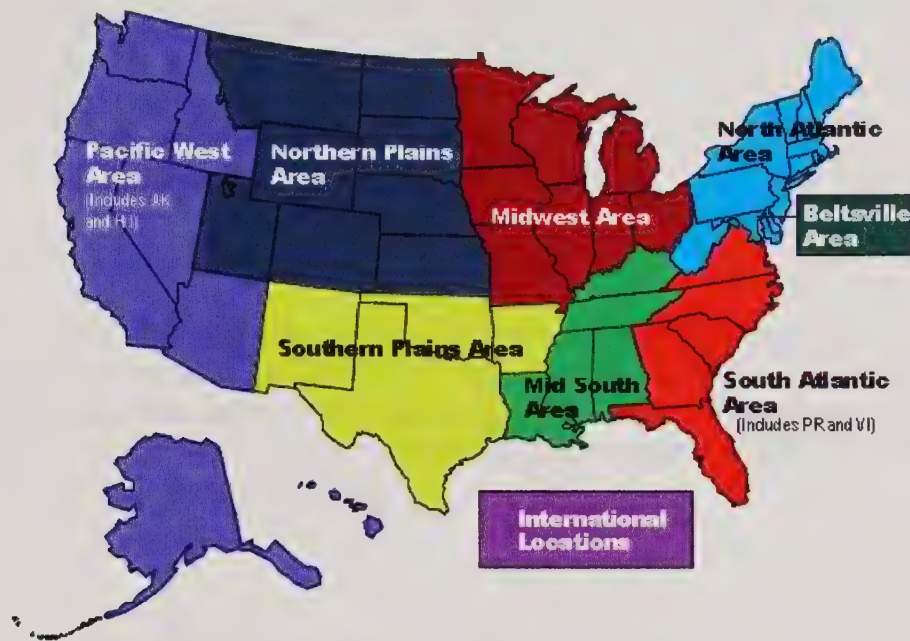 North Atlantic
Area
Pacific West
Area
(Includes AK
and HI)
Northern Plains
Area
Midwest Area
Beltsville
Area
Southern Plains Area
Mid South
Area
South Atlantic
Area
(Includes PR and VI)
International
Locations